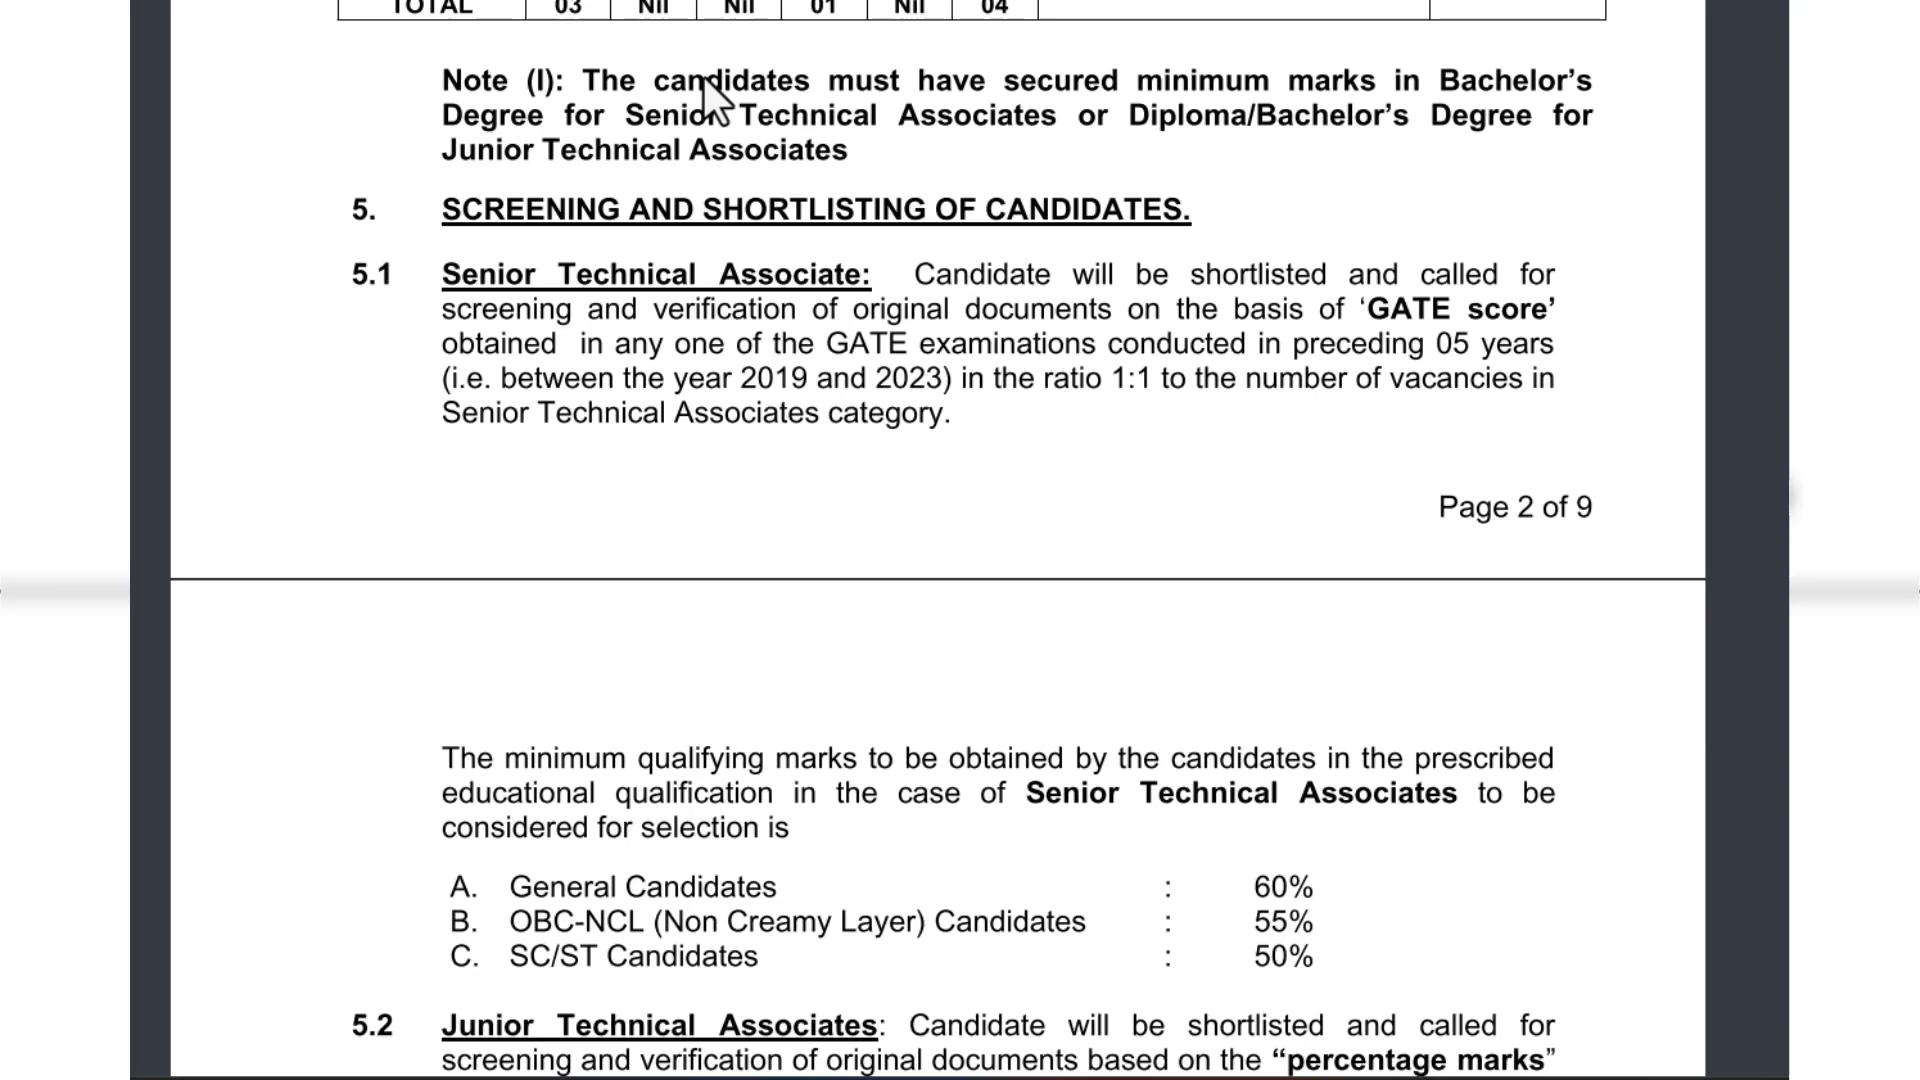 TOTAL 03 Nil Nil 01 Nil 04
Note (I): The candidates must have secured minimum marks in Bachelor’s
Degree for Senior Technical Associates or Diploma/Bachelor’s Degree for
Junior Technical Associates
5. SCREENING AND SHORTLISTING OF CANDIDATES.
5.1 Senior Technical Associate: Candidate will be shortlisted and called for
screening and verification of original documents on the basis of ‘GATE score’
obtained in any one of the GATE examinations conducted in preceding 05 years
(i.e. between the year 2019 and 2023) in the ratio 1:1 to the number of vacancies in
Senior Technical Associates category.
Page 2 of 9
The minimum qualifying marks to be obtained by the candidates in the prescribed
educational qualification in the case of Senior Technical Associates to be
considered for selection is
A. General Candidates : 60%
B. OBC-NCL (Non Creamy Layer) Candidates : 55%
C. SC/ST Candidates : 50%
5.2 Junior Technical Associates: Candidate will be shortlisted and called for
screening and verification of original documents based on the “percentage marks”